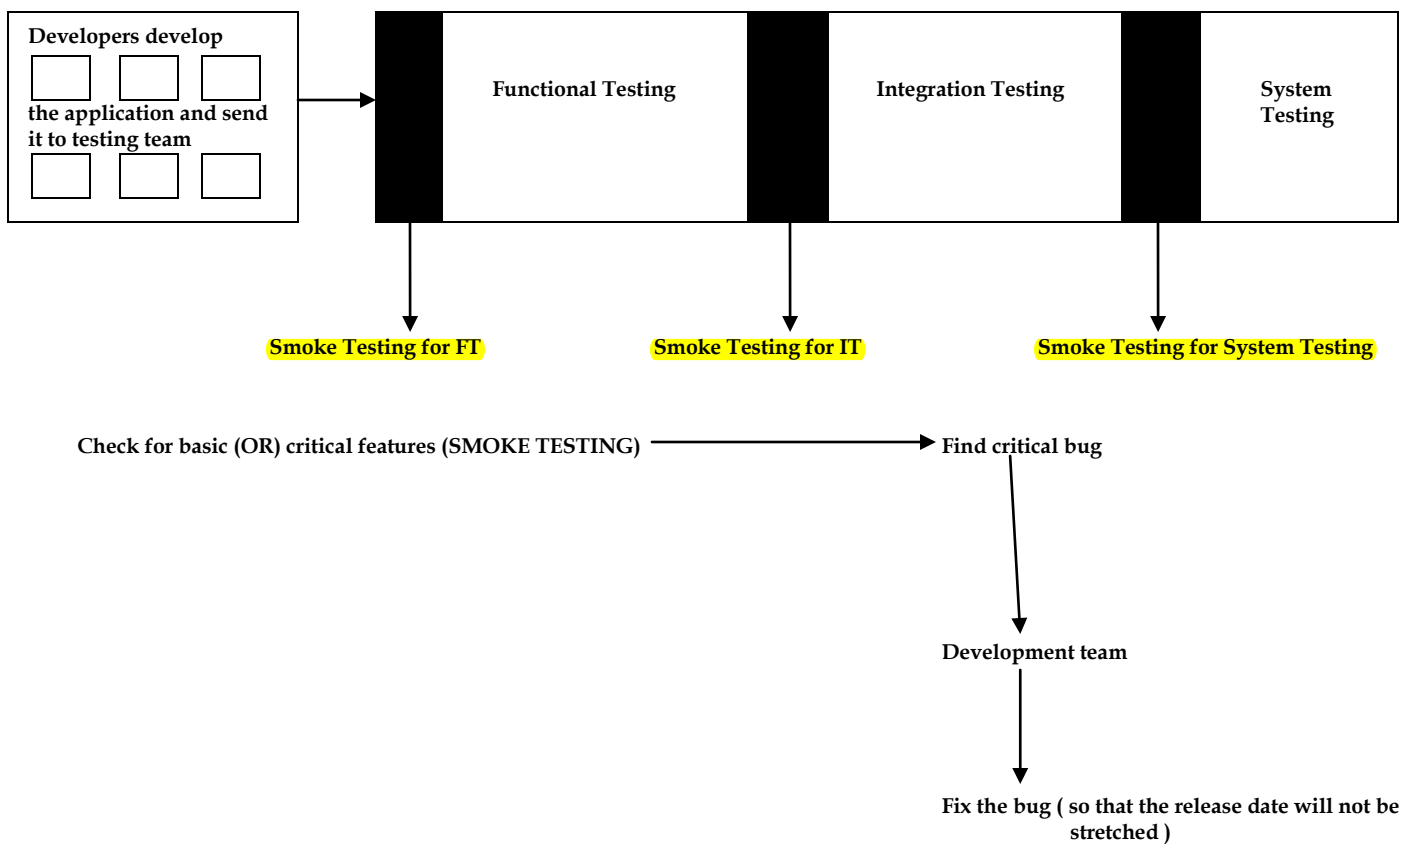 Developers develop
the application and send
it to testing team
Functional Testing
Integration Testing
System
Testing
Smoke Testing for FT
Smoke Testing for IT
Smoke Testing for System Testing
Check for basic (OR) critical features (SMOKE TESTING)
Find critical bug
Development team
Fix the bug ( so that the release date will not be
stretched )